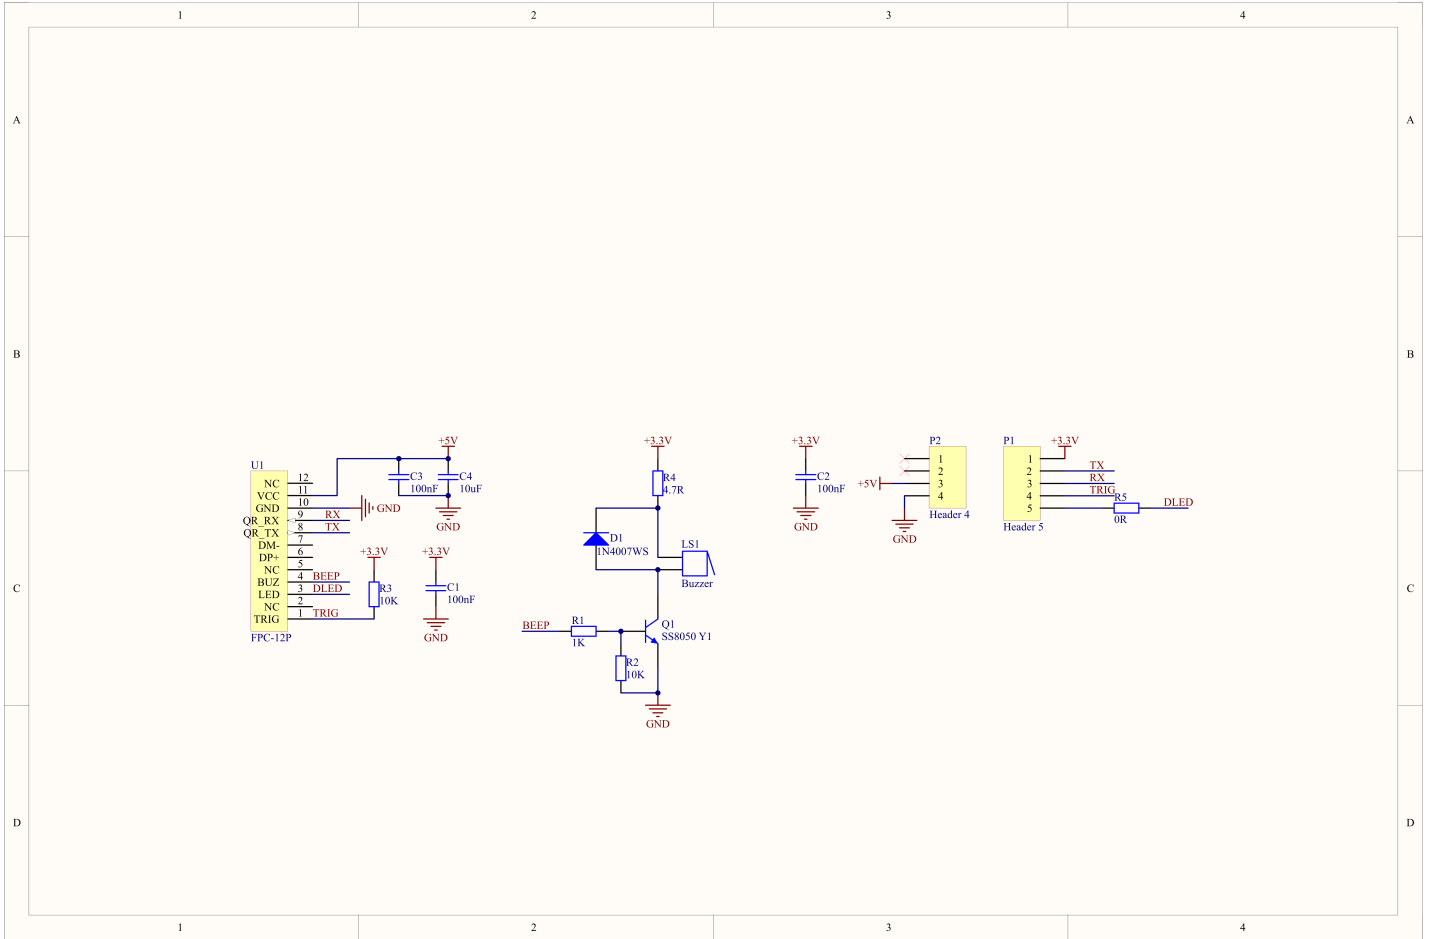 1 2 3 4
A A
B B
C C
D D
1 2 3 4
U1
NC 12
VCC 11
GND 10
QR_RX 9
QR_TX 8
DM- 7
DP+ 6
NC 5
BUZ 4
LED 3
NC 2
TRIG 1
FPC-12P
GND
RX
TX
BEEP
DLED
TRIG
+5V
C3
100nF
C4
10uF
GND
+3.3V
R3
10K
+3.3V
C1
100nF
GND
+3.3V
R4
4.7R
D1
1N4007WS
LS1
Buzzer
BEEP
R1
1K
Q1
SS8050 Y1
R2
10K
GND
+3.3V
C2
100nF
GND
P2
1
2
+5V 3
4
Header 4
GND
P1
+3.3V
1
2 TX
3 RX
4 TRIG
5
Header 5
R5
0R
DLED